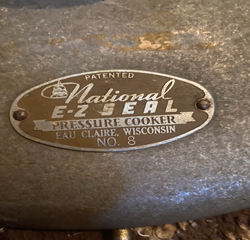 PATENTED
National
E-Z SEAL
PRESSURE COOKER
EAU CLAIRE, WISCONSIN
NO. 8